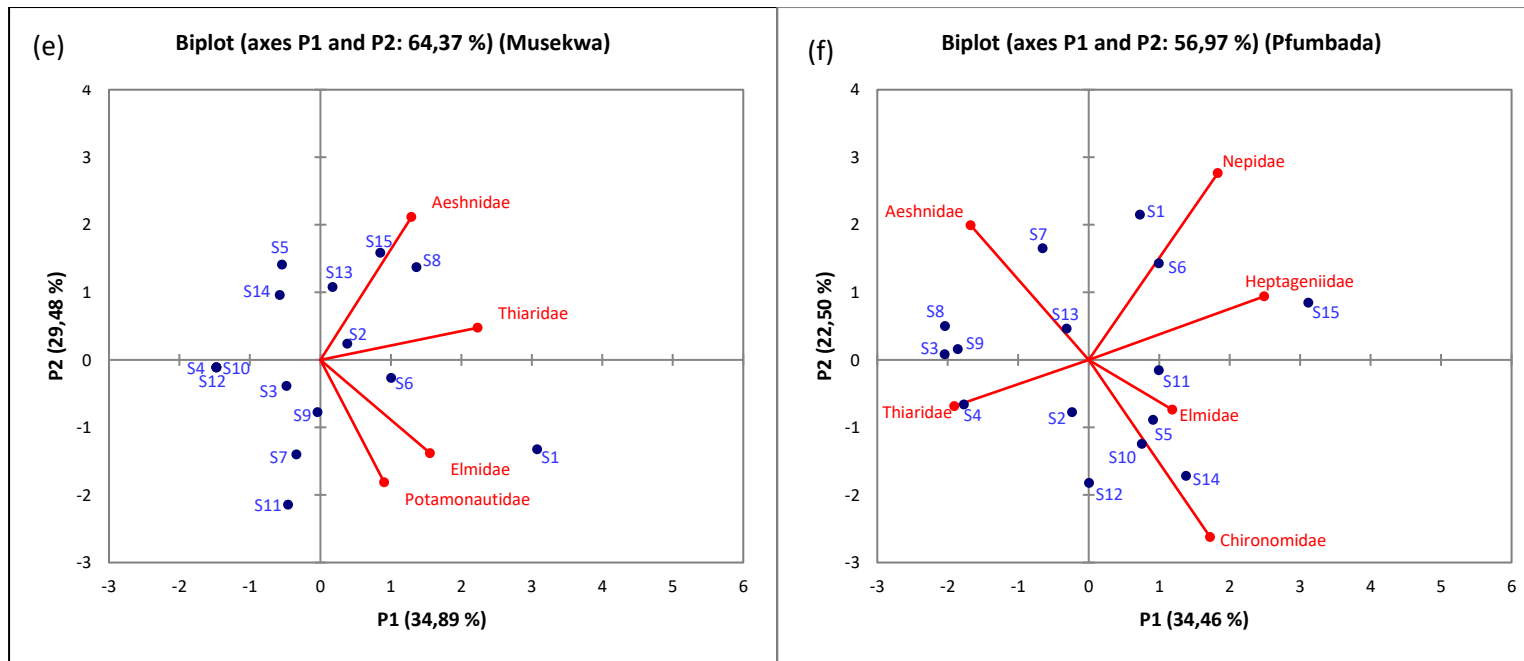 (e)
Biplot (axes P1 and P2: 64,37 %) (Musekwa)
4
3
2
1
0
-1
-2
-3
-3 -2 -1 0 1 2 3 4 5 6
P2 (29,48 %)
P1 (34,89 %)
Aeshnidae
S15
S5
S8
S13
S14
Thiaridae
S2
S4 S10
S12
S3
S6
S9
S7
Elmidae
S1
Potamonautidae
S11
(f)
Biplot (axes P1 and P2: 56,97 %) (Pfumbada)
4
3
2
1
0
-1
-2
-3
-3 -2 -1 0 1 2 3 4 5 6
P2 (22,50 %)
P1 (34,46 %)
Nepidae
Aeshnidae
S1
S7
S6
Heptageniidae
S15
S8
S13
S9
S3
S11
Thiaridae
S4
S2
Elmidae
S5
S10
S14
S12
Chironomidae